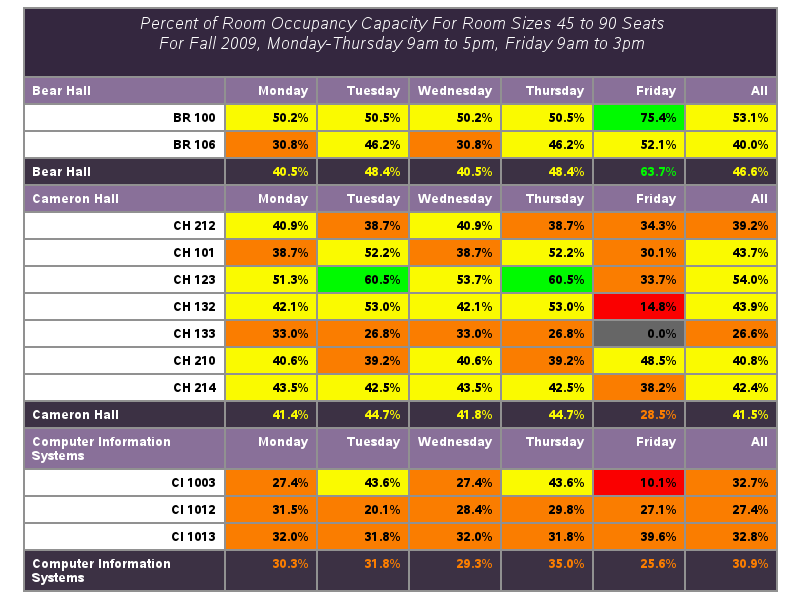 Percent of Room Occupancy Capacity For Room Sizes 45 to 90 Seats
For Fall 2009, Monday-Thursday 9am to 5pm, Friday 9am to 3pm
Bear Hall Monday Tuesday Wednesday Thursday Friday All
BR 100 50.2% 50.5% 50.2% 50.5% 75.4% 53.1%
BR 106 30.8% 46.2% 30.8% 46.2% 52.1% 40.0%
Bear Hall 40.5% 48.4% 40.5% 48.4% 63.7% 46.6%
Cameron Hall Monday Tuesday Wednesday Thursday Friday All
CH 212 40.9% 38.7% 40.9% 38.7% 34.3% 39.2%
CH 101 38.7% 52.2% 38.7% 52.2% 30.1% 43.7%
CH 123 51.3% 60.5% 53.7% 60.5% 33.7% 54.0%
CH 132 42.1% 53.0% 42.1% 53.0% 14.8% 43.9%
CH 133 33.0% 26.8% 33.0% 26.8% 0.0% 26.6%
CH 210 40.6% 39.2% 40.6% 39.2% 48.5% 40.8%
CH 214 43.5% 42.5% 43.5% 42.5% 38.2% 42.4%
Cameron Hall 41.4% 44.7% 41.8% 44.7% 28.5% 41.5%
Computer Information Monday Tuesday Wednesday Thursday Friday All
Systems
CI 1003 27.4% 43.6% 27.4% 43.6% 10.1% 32.7%
CI 1012 31.5% 20.1% 28.4% 29.8% 27.1% 27.4%
CI 1013 32.0% 31.8% 32.0% 31.8% 39.6% 32.8%
Computer Information 30.3% 31.8% 29.3% 35.0% 25.6% 30.9%
Systems